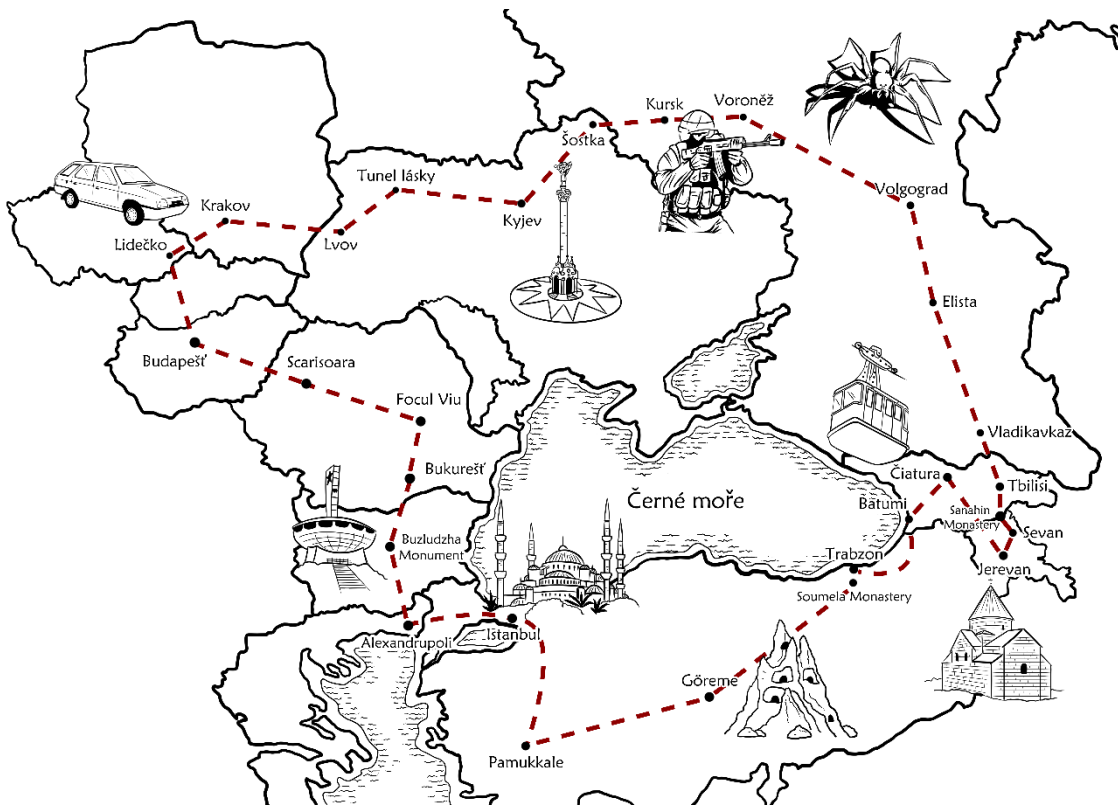 Kursk
Voroněž
Šostka
Tunel lásky
Volgograd
Krakov
Kyjev
Lvov
Lidečko
Elista
Budapešť
Scarisoara
Focul Viu
Vladikavkaz
Bukurešť
Čiatura
Tbilisi
Černé moře
Batumi
Sanahin
Monastery
Sevan
Buzludzha
Monument
Trabzon
Jerevan
Soumela Monastery
Istanbul
Alexandrupoli
Göreme
Pamukkale